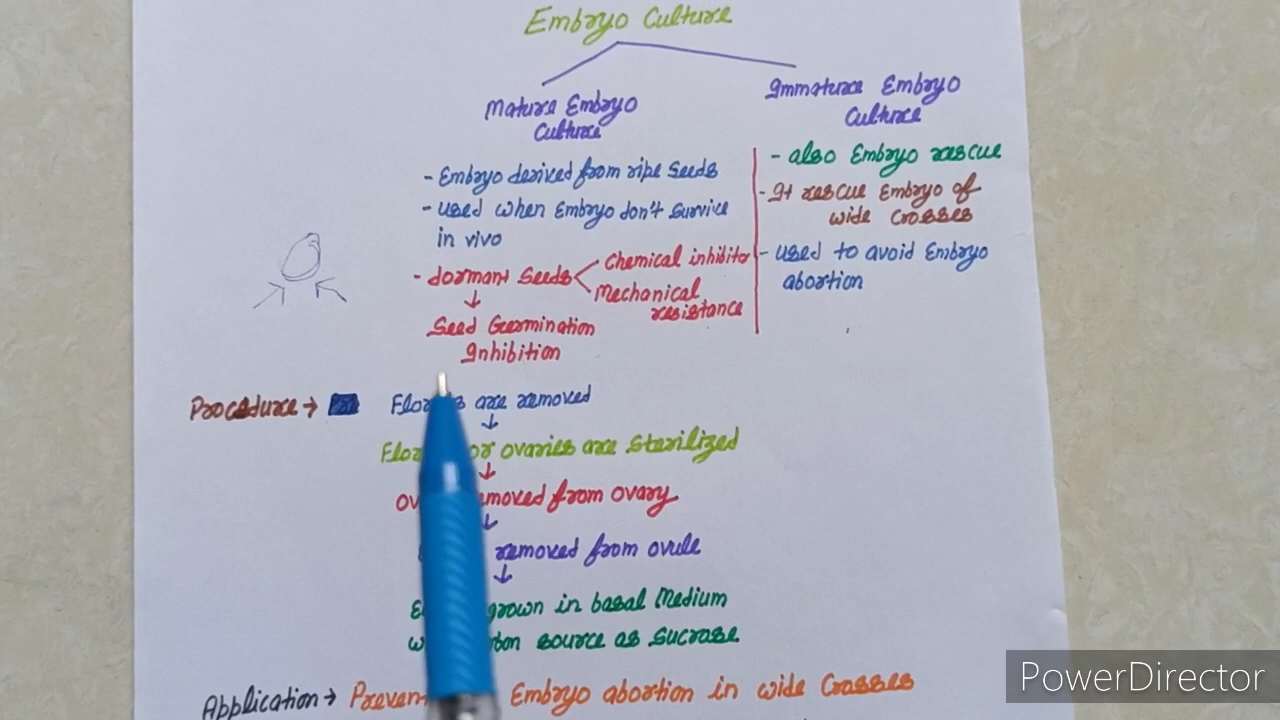 Embryo Culture
Mature Embryo
Culture
- Embryo derived from ripe seeds
- used when Embryo don't survive
in vivo
- dormant seeds
Chemical inhibitor
Mechanical
resistance
Seed Germination
Inhibition
Immature Embryo
Culture
- also Embryo rescue
- It rescue Embryo of
wide crosses
- used to avoid Embryo
abortion
Procedure →
are removed
or ovaries are sterilized
removed from ovary
removed from ovule
grown in basal Medium
source as sucrase
Application → Embryo abortion in wide Crosses
PowerDirector